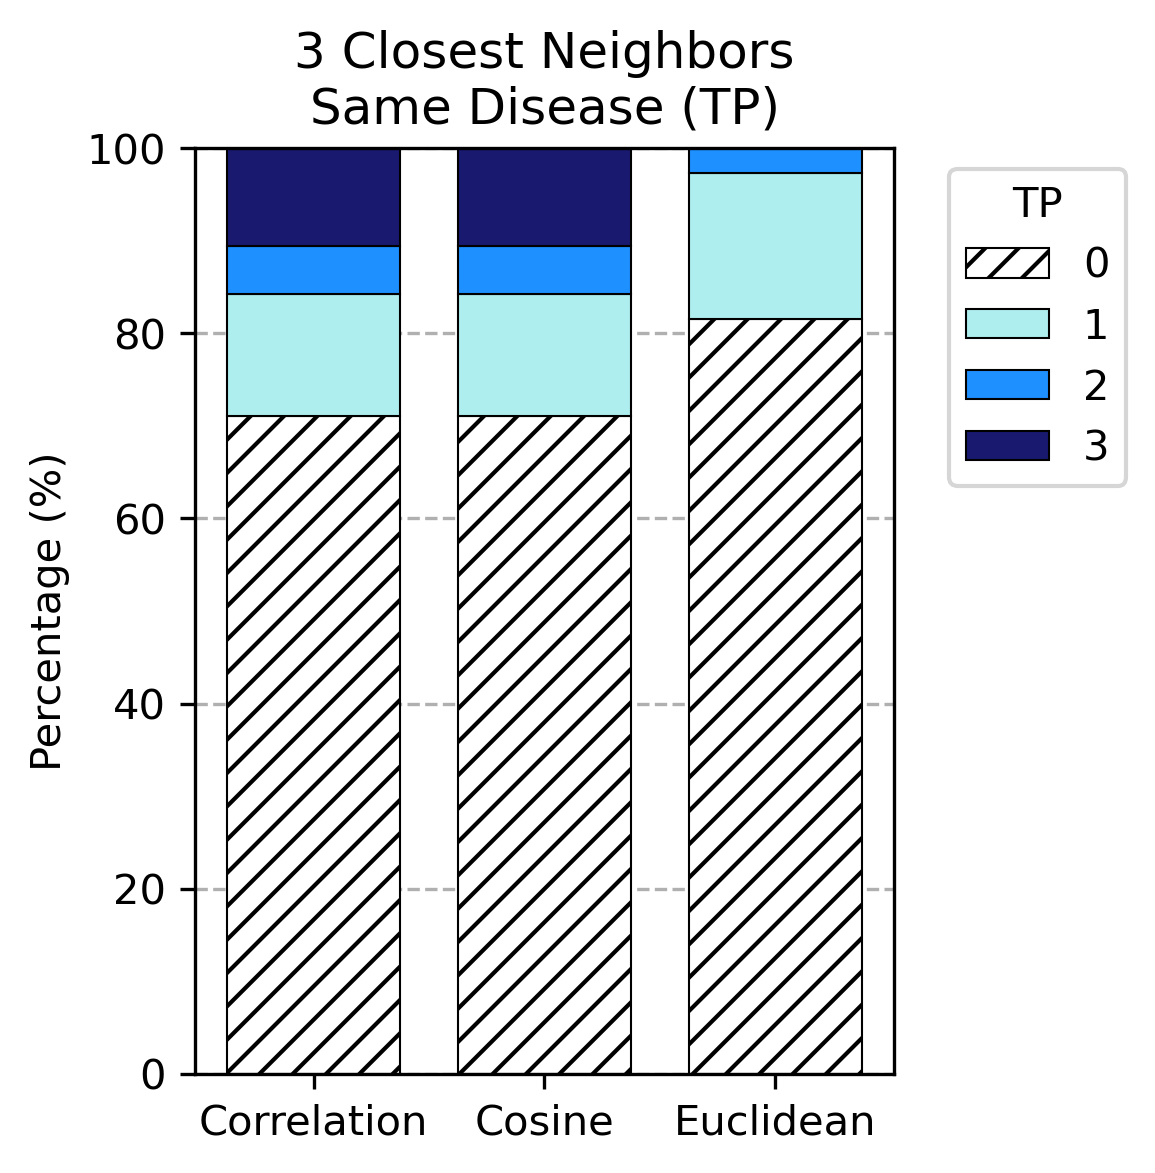 3 Closest Neighbors
Same Disease (TP)
100
80
60
40
20
0
Percentage (%)
Correlation
Cosine
Euclidean
TP
0
1
2
3